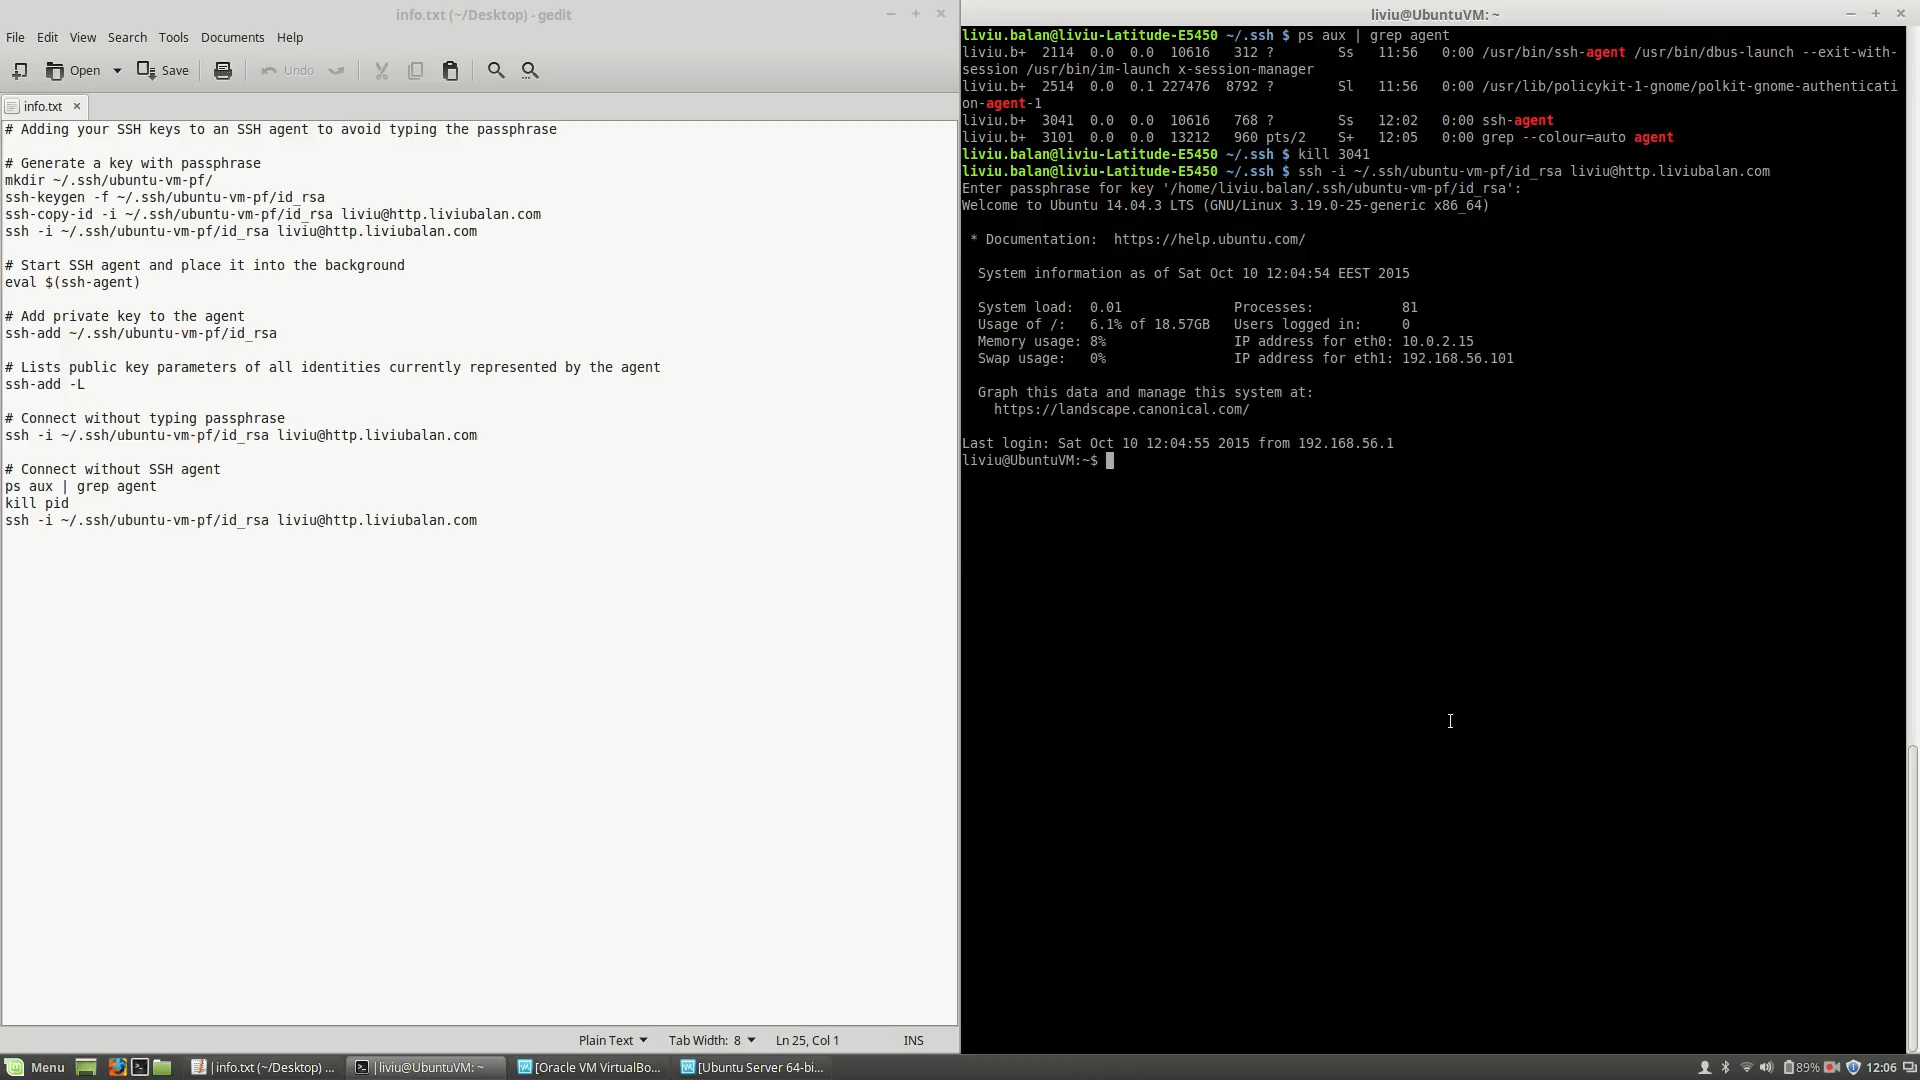 info.txt (~/Desktop) - gedit
File Edit View Search Tools Documents Help
Open Save Undo
info.txt
# Adding your SSH keys to an SSH agent to avoid typing the passphrase
# Generate a key with passphrase
mkdir ~/.ssh/ubuntu-vm-pf/
ssh-keygen -f ~/.ssh/ubuntu-vm-pf/id_rsa
ssh-copy-id -i ~/.ssh/ubuntu-vm-pf/id_rsa liviu@http.liviubalan.com
ssh -i ~/.ssh/ubuntu-vm-pf/id_rsa liviu@http.liviubalan.com
# Start SSH agent and place it into the background
eval $(ssh-agent)
# Add private key to the agent
ssh-add ~/.ssh/ubuntu-vm-pf/id_rsa
# Lists public key parameters of all identities currently represented by the agent
ssh-add -L
# Connect without typing passphrase
ssh -i ~/.ssh/ubuntu-vm-pf/id_rsa liviu@http.liviubalan.com
# Connect without SSH agent
ps aux | grep agent
kill pid
ssh -i ~/.ssh/ubuntu-vm-pf/id_rsa liviu@http.liviubalan.com
Plain Text Tab Width: 8 Ln 25, Col 1 INS
liviu@UbuntuVM: ~
liviu.balan@liviu-Latitude-E5450 ~/.ssh $ ps aux | grep agent
liviu.b+  2114  0.0  0.0  10616   312 ?        Ss   11:56   0:00 /usr/bin/ssh-agent /usr/bin/dbus-launch --exit-with-
session /usr/bin/im-launch x-session-manager
liviu.b+  2514  0.0  0.1 227476  8792 ?        Sl   11:56   0:00 /usr/lib/policykit-1-gnome/polkit-gnome-authenticati
on-agent-1
liviu.b+  3041  0.0  0.0  10616   768 ?        Ss   12:02   0:00 ssh-agent
liviu.b+  3101  0.0  0.0  13212   960 pts/2    S+   12:05   0:00 grep --colour=auto agent
liviu.balan@liviu-Latitude-E5450 ~/.ssh $ kill 3041
liviu.balan@liviu-Latitude-E5450 ~/.ssh $ ssh -i ~/.ssh/ubuntu-vm-pf/id_rsa liviu@http.liviubalan.com
Enter passphrase for key '/home/liviu.balan/.ssh/ubuntu-vm-pf/id_rsa':
Welcome to Ubuntu 14.04.3 LTS (GNU/Linux 3.19.0-25-generic x86_64)
* Documentation:  https://help.ubuntu.com/
System information as of Sat Oct 10 12:04:54 EEST 2015
System load:  0.01              Processes:           81
Usage of /:   6.1% of 18.57GB   Users logged in:     0
Memory usage: 8%                IP address for eth0: 10.0.2.15
Swap usage:   0%                IP address for eth1: 192.168.56.101
Graph this data and manage this system at:
https://landscape.canonical.com/
Last login: Sat Oct 10 12:04:55 2015 from 192.168.56.1
liviu@UbuntuVM:~$
Menu |info.txt (~/Desktop) ... |liviu@UbuntuVM: ~ [Oracle VM VirtualBo... [Ubuntu Server 64-bi... 89% 12:06